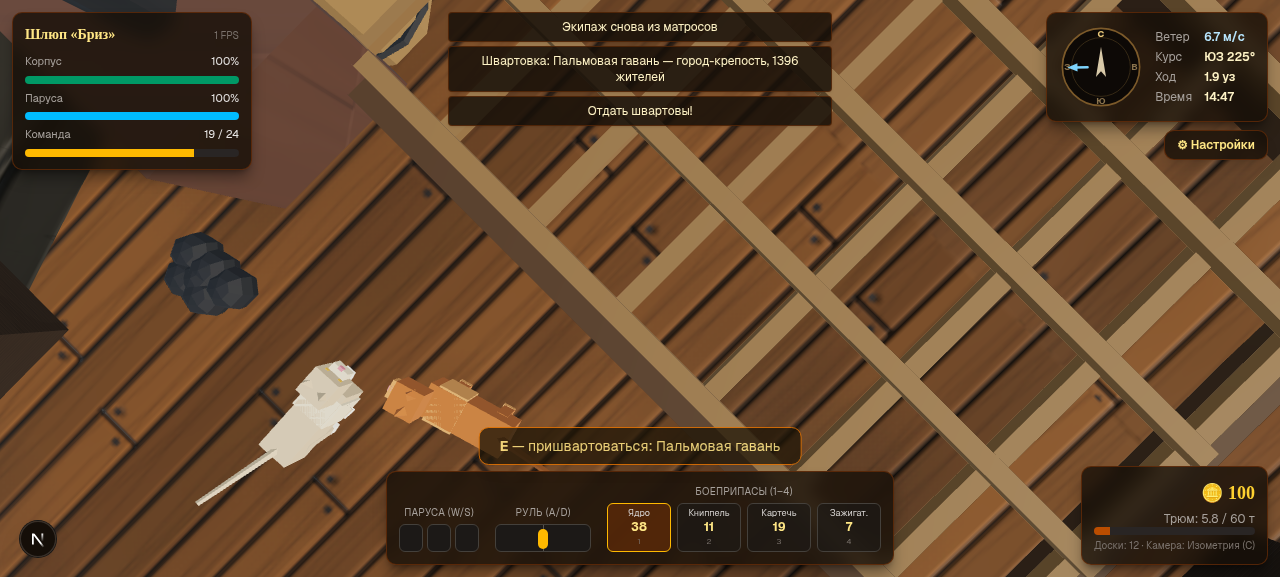 Шлюп «Бриз»
1 FPS
Корпус 100%
Паруса 100%
Команда 19 / 24
Экипаж снова из матросов
Швартовка: Пальмовая гавань — город-крепость, 1396
жителей
Отдать швартовы!
С
З
В
Ю
Ветер 6.7 м/с
Курс ЮЗ 225°
Ход 1.9 уз
Время 14:47
⚙ Настройки
E — пришвартоваться: Пальмовая гавань
ПАРУСА (W/S)
РУЛЬ (A/D)
БОЕПРИПАСЫ (1–4)
Ядро
38
1
Книппель
11
2
Картечь
19
3
Зажигат.
7
4
100
Трюм: 5.8 / 60 т
Доски: 12 · Камера: Изометрия (C)
N